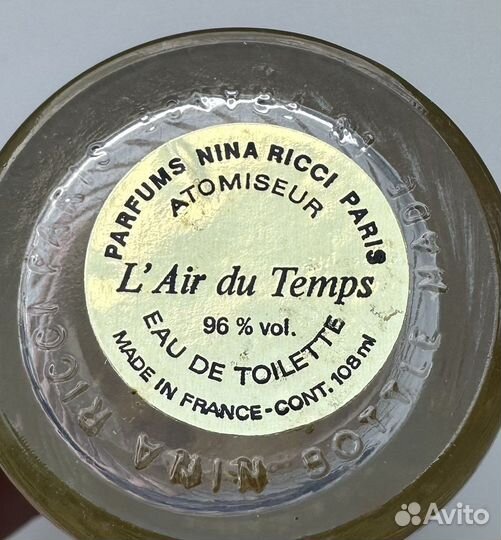 PARFUMS NINA RICCI PARIS
ATOMISEUR
L'Air du Temps
96 % vol.
EAU DE TOILETTE
MADE IN FRANCE-CONT. 108 ml
BOTTLE MADE
NINA RICCI PARIS
Avito